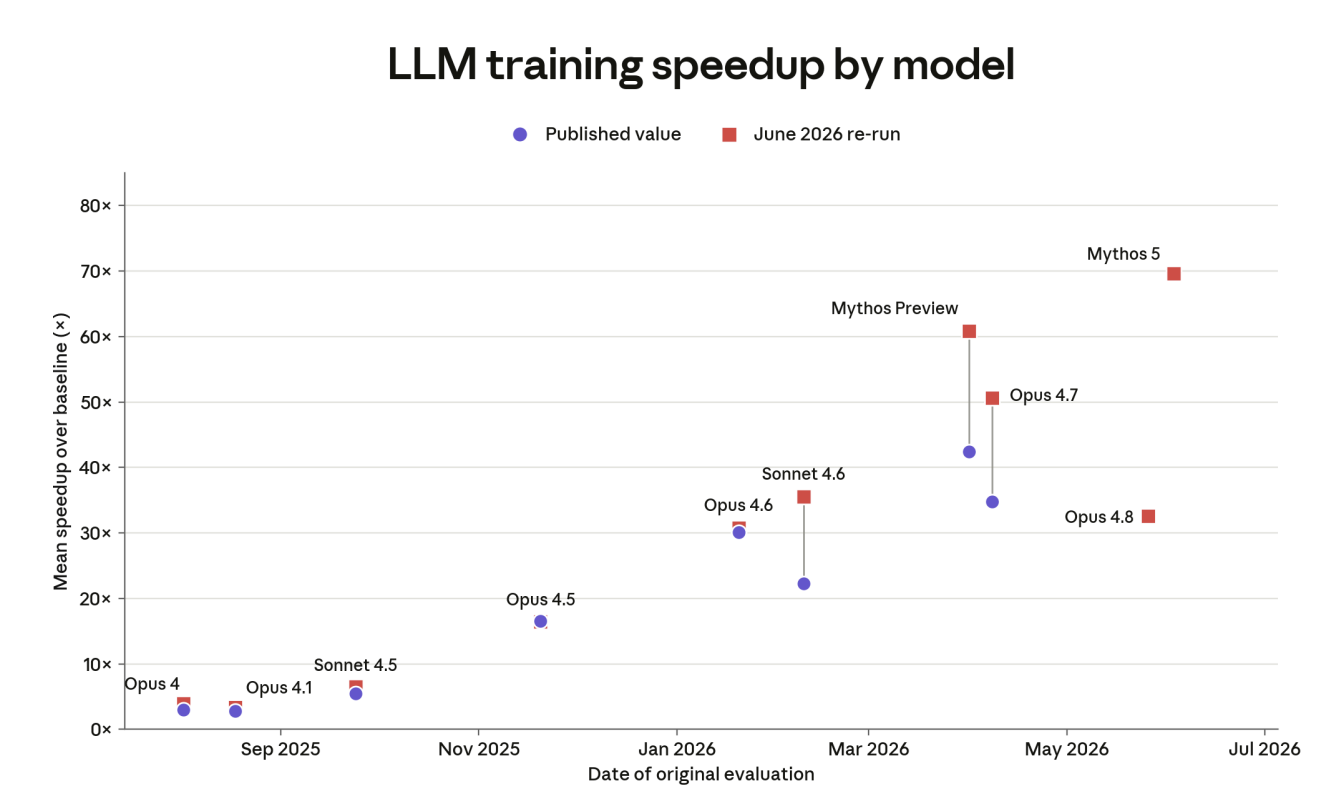 LLM training speedup by model
Published value
June 2026 re-run
Mean speedup over baseline (×)
80×
70×
60×
50×
40×
30×
20×
10×
0×
Mythos 5
Mythos Preview
Opus 4.7
Sonnet 4.6
Opus 4.6
Opus 4.8
Opus 4.5
Sonnet 4.5
Opus 4
Opus 4.1
Sep 2025
Nov 2025
Jan 2026
Mar 2026
May 2026
Jul 2026
Date of original evaluation